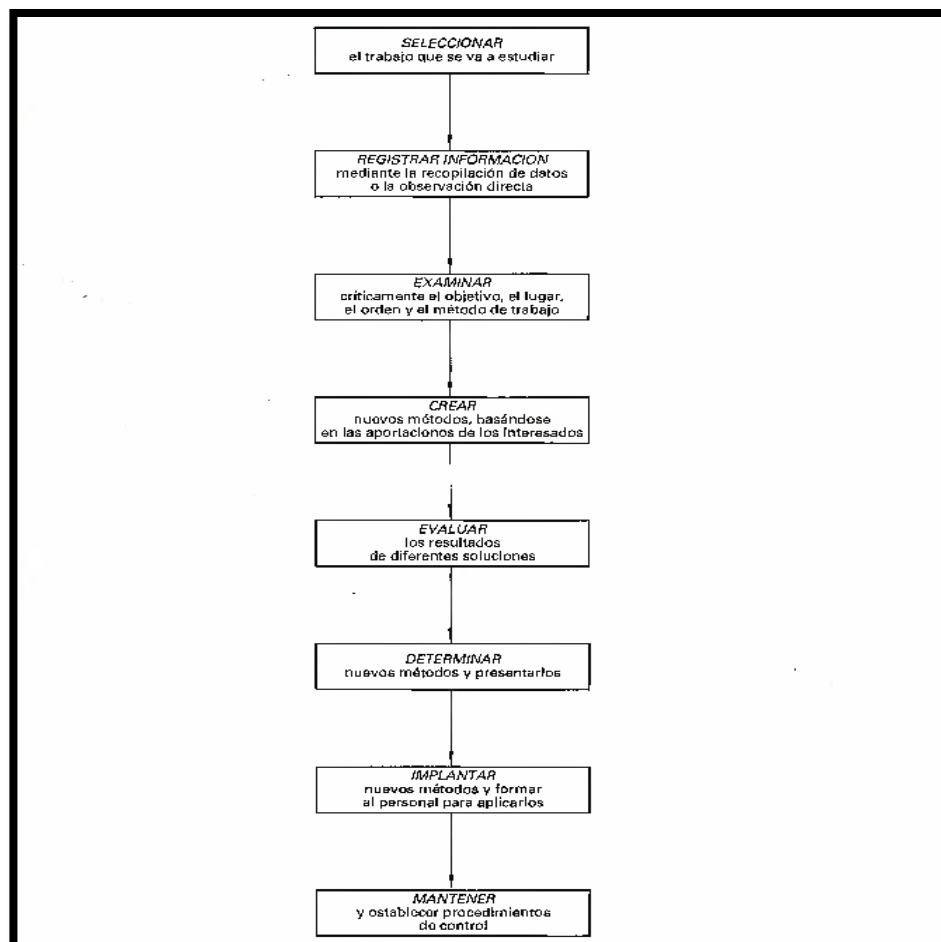 SELECCIONAR
el trabajo que se va a estudiar
REGISTRAR INFORMACION
mediante la recopilación de datos
o la observación directa
EXAMINAR
críticamente el objetivo, el lugar,
el orden y el método de trabajo
CREAR
nuevos métodos, basándose
en las aportaciones de los interesados
EVALUAR
los resultados
de diferentes soluciones
DETERMINAR
nuevos métodos y presentarlos
IMPLANTAR
nuevos métodos y formar
al personal para aplicarlos
MANTENER
y establecer procedimientos
de control